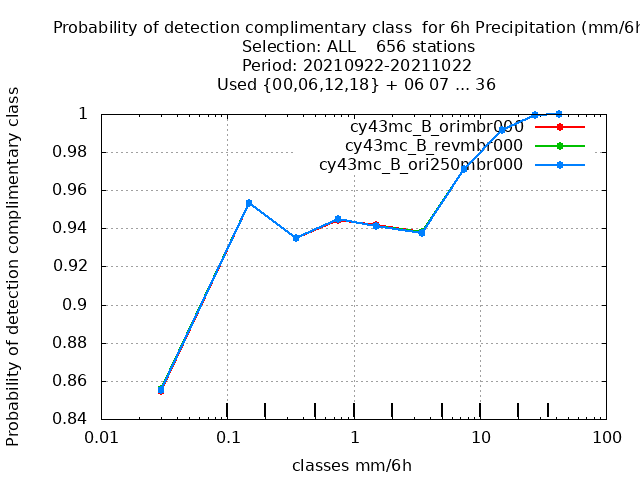 Probability of detection complimentary class  for 6h Precipitation (mm/6h
Selection: ALL    656 stations
Period: 20210922-20211022
Used {00,06,12,18} + 06 07 ... 36
Probability of detection complimentary class
1
0.98
0.96
0.94
0.92
0.9
0.88
0.86
0.84
cy43mc_B_orimbr000
cy43mc_B_revmbr000
cy43mc_B_ori250mbr000
0.01 0.1 1 10 100
classes mm/6h